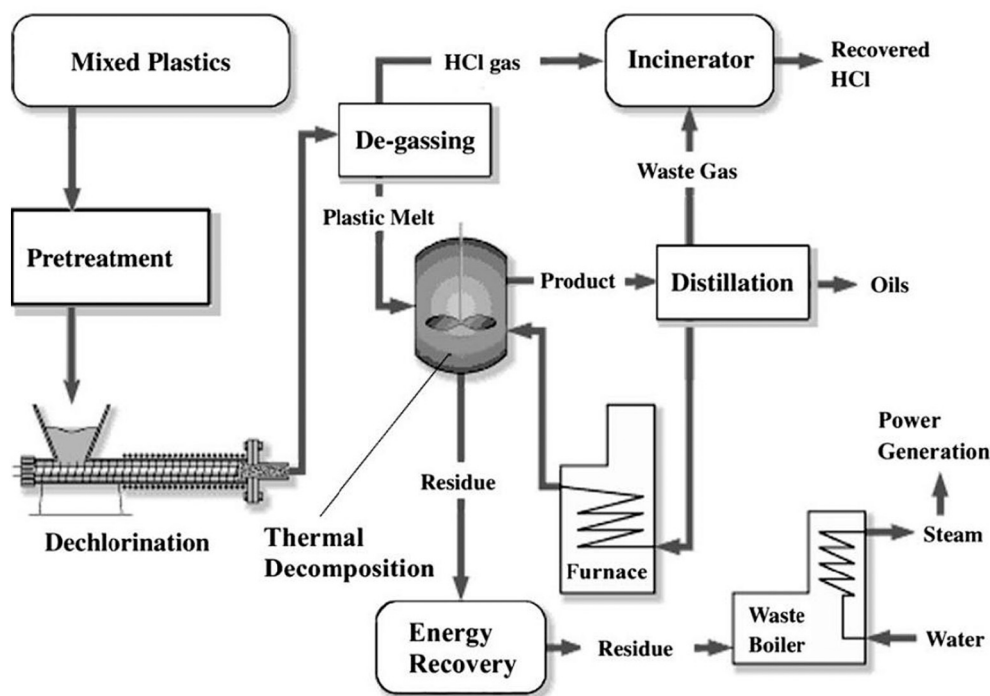 Mixed Plastics
HCl gas
Incinerator
Recovered
HCl
De-gassing
Waste Gas
Plastic Melt
Pretreatment
Product
Distillation
Oils
Power
Generation
Residue
Dechlorination
Thermal
Decomposition
Furnace
Steam
Energy
Recovery
Residue
Waste
Boiler
Water